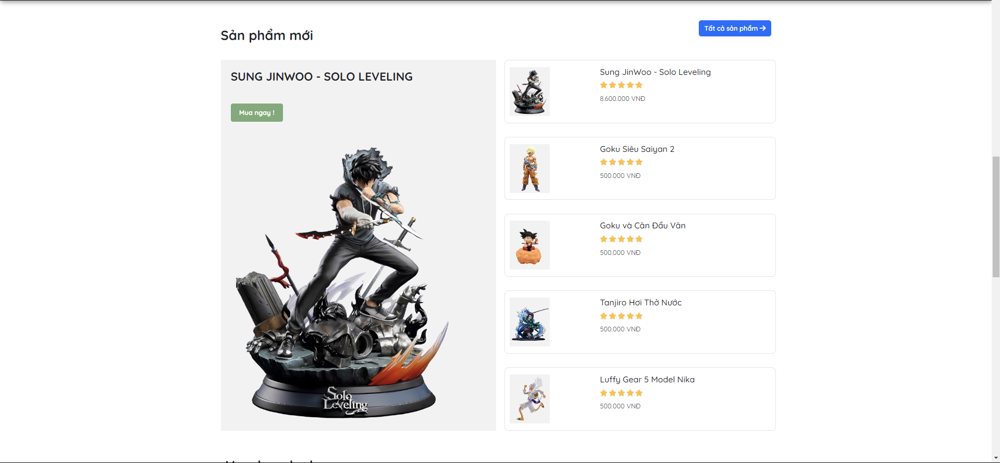 Sản phẩm mới
Tất cả sản phẩm →
SUNG JINWOO - SOLO LEVELING
Mua ngay !
Solo
Leveling
Sung JinWoo - Solo Leveling
8.600.000 VNĐ
Goku Siêu Saiyan 2
500.000 VNĐ
Goku và Cân Đẩu Vân
500.000 VNĐ
Tanjiro Hơi Thở Nước
500.000 VNĐ
Luffy Gear 5 Model Nika
500.000 VNĐ